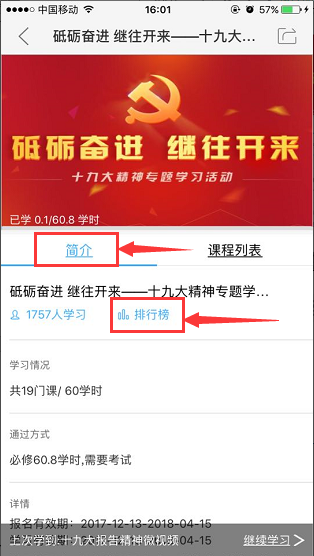 中国移动 16:01 57%
砥砺奋进 继往开来——十九大…
砥砺奋进 继往开来
十九大精神专题学习活动
已学 0.1/60.8 学时
简介 课程列表
砥砺奋进 继往开来——十九大精神专题学…
1757人学习 排行榜
学习情况
共19门课/ 60学时
通过方式
必修60.8学时,需要考试
详情
报名有效期：2017-12-13-2018-04-15
上次学到:十九大报告精神微视频 继续学习